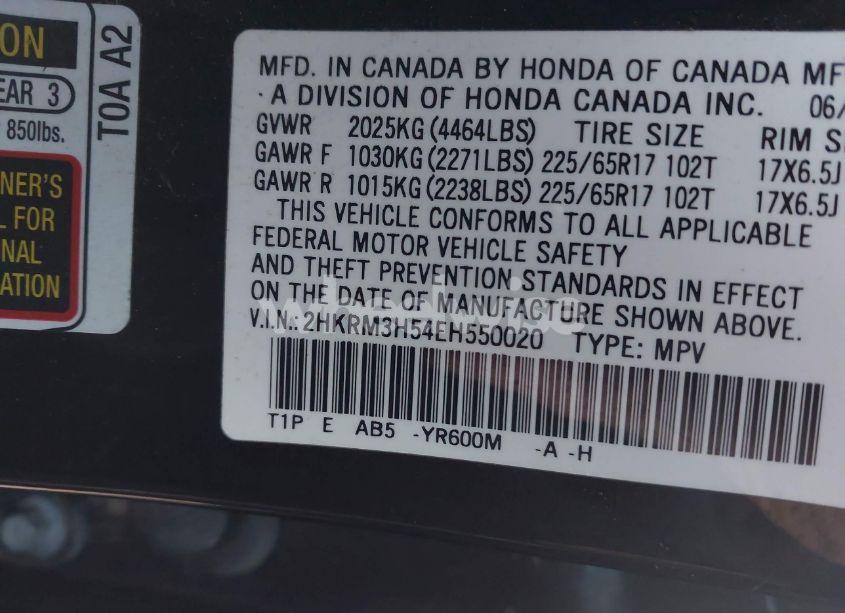 ON
EAR 3
850lbs.
NER'S
L FOR
NAL
ATION
TOA A2
MFD. IN CANADA BY HONDA OF CANADA MF
A DIVISION OF HONDA CANADA INC. 06/
GVWR 2025KG (4464LBS) TIRE SIZE RIM S
GAWR F 1030KG (2271LBS) 225/65R17 102T 17X6.5J
GAWR R 1015KG (2238LBS) 225/65R17 102T 17X6.5J
THIS VEHICLE CONFORMS TO ALL APPLICABLE
FEDERAL MOTOR VEHICLE SAFETY
AND THEFT PREVENTION STANDARDS IN EFFECT
ON THE DATE OF MANUFACTURE SHOWN ABOVE.
V.I.N.: 2HKRM3H54EH550020 TYPE: MPV
T1P E AB5 -YR600M -A -H